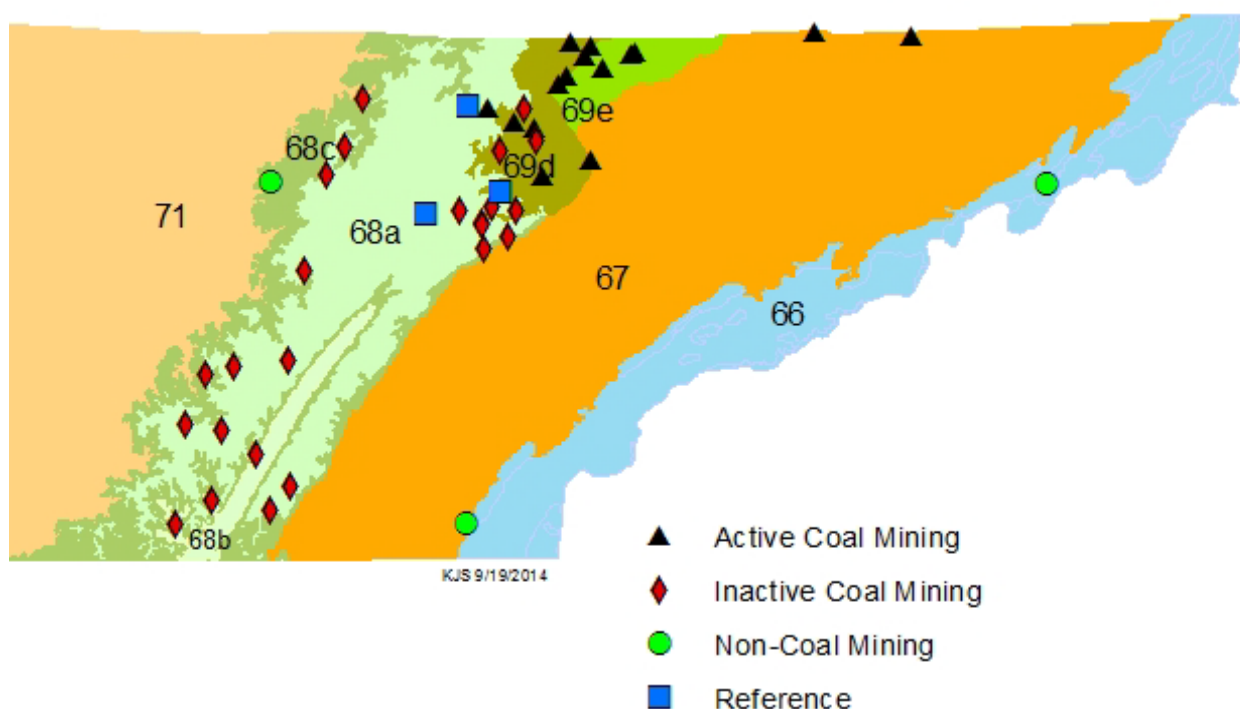 69e
68c
69d
71
68a
67
66
68b
KJS 9/19/2014
Active Coal Mining
Inactive Coal Mining
Non-Coal Mining
Reference